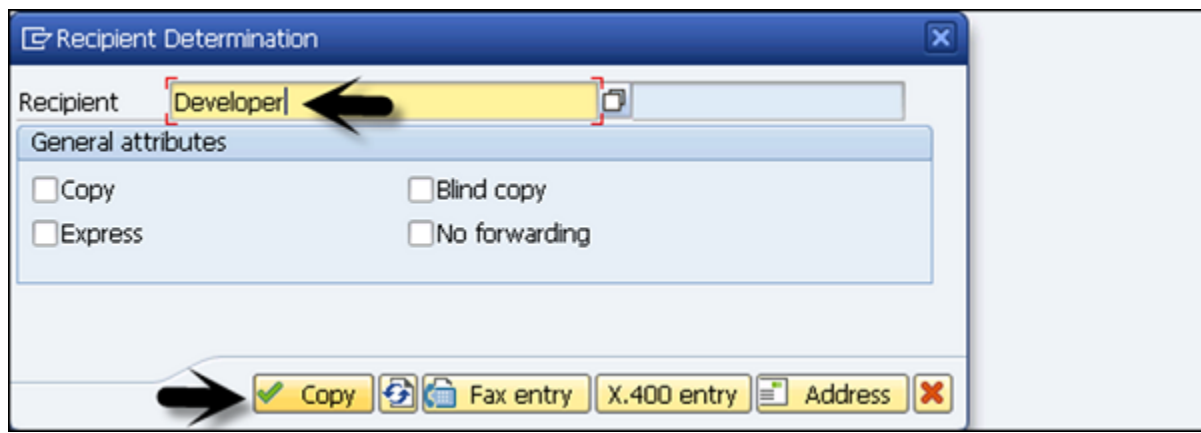 Recipient Determination
Recipient Developer
General attributes
Copy Blind copy
Express No forwarding
Copy Fax entry X.400 entry Address